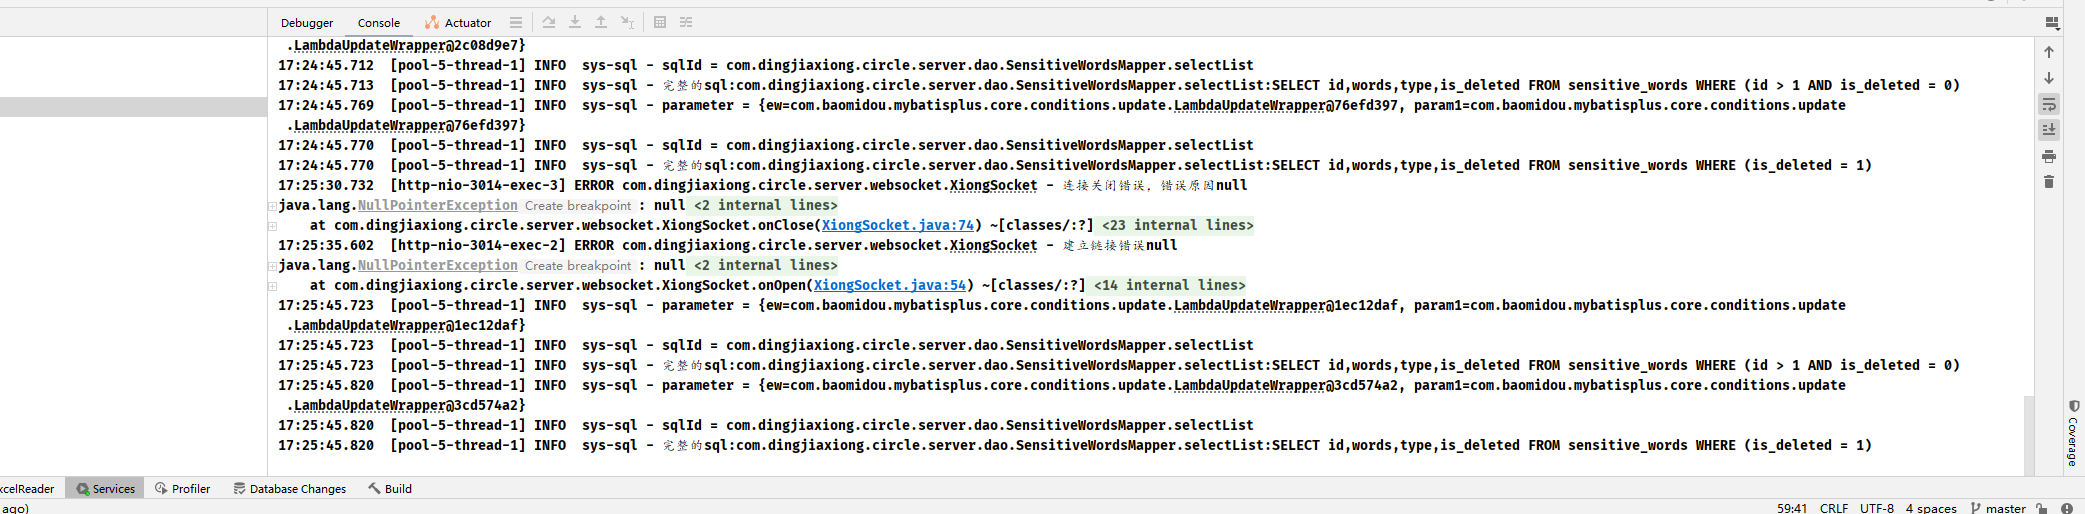 Debugger Console Actuator
.LambdaUpdateWrapper@2c08d9e7}
17:24:45.712 [pool-5-thread-1] INFO sys-sql - sqlId = com.dingjiaxiong.circle.server.dao.SensitiveWordsMapper.selectList
17:24:45.713 [pool-5-thread-1] INFO sys-sql - 完整的sql:com.dingjiaxiong.circle.server.dao.SensitiveWordsMapper.selectList:SELECT id,words,type,is_deleted FROM sensitive_words WHERE (id > 1 AND is_deleted = 0)
17:24:45.769 [pool-5-thread-1] INFO sys-sql - parameter = {ew=com.baomidou.mybatisplus.core.conditions.update.LambdaUpdateWrapper@76efd397, param1=com.baomidou.mybatisplus.core.conditions.update
.LambdaUpdateWrapper@76efd397}
17:24:45.770 [pool-5-thread-1] INFO sys-sql - sqlId = com.dingjiaxiong.circle.server.dao.SensitiveWordsMapper.selectList
17:24:45.770 [pool-5-thread-1] INFO sys-sql - 完整的sql:com.dingjiaxiong.circle.server.dao.SensitiveWordsMapper.selectList:SELECT id,words,type,is_deleted FROM sensitive_words WHERE (is_deleted = 1)
17:25:30.732 [http-nio-3014-exec-3] ERROR com.dingjiaxiong.circle.server.websocket.XiongSocket - 连接关闭错误，错误原因null
java.lang.NullPointerException Create breakpoint : null <2 internal lines>
at com.dingjiaxiong.circle.server.websocket.XiongSocket.onClose(XiongSocket.java:74) ~[classes/:?] <23 internal lines>
17:25:35.602 [http-nio-3014-exec-2] ERROR com.dingjiaxiong.circle.server.websocket.XiongSocket - 建立链接错误null
java.lang.NullPointerException Create breakpoint : null <2 internal lines>
at com.dingjiaxiong.circle.server.websocket.XiongSocket.onOpen(XiongSocket.java:54) ~[classes/:?] <14 internal lines>
17:25:45.723 [pool-5-thread-1] INFO sys-sql - parameter = {ew=com.baomidou.mybatisplus.core.conditions.update.LambdaUpdateWrapper@1ec12daf, param1=com.baomidou.mybatisplus.core.conditions.update
.LambdaUpdateWrapper@1ec12daf}
17:25:45.723 [pool-5-thread-1] INFO sys-sql - sqlId = com.dingjiaxiong.circle.server.dao.SensitiveWordsMapper.selectList
17:25:45.723 [pool-5-thread-1] INFO sys-sql - 完整的sql:com.dingjiaxiong.circle.server.dao.SensitiveWordsMapper.selectList:SELECT id,words,type,is_deleted FROM sensitive_words WHERE (id > 1 AND is_deleted = 0)
17:25:45.820 [pool-5-thread-1] INFO sys-sql - parameter = {ew=com.baomidou.mybatisplus.core.conditions.update.LambdaUpdateWrapper@3cd574a2, param1=com.baomidou.mybatisplus.core.conditions.update
.LambdaUpdateWrapper@3cd574a2}
17:25:45.820 [pool-5-thread-1] INFO sys-sql - sqlId = com.dingjiaxiong.circle.server.dao.SensitiveWordsMapper.selectList
17:25:45.820 [pool-5-thread-1] INFO sys-sql - 完整的sql:com.dingjiaxiong.circle.server.dao.SensitiveWordsMapper.selectList:SELECT id,words,type,is_deleted FROM sensitive_words WHERE (is_deleted = 1)
Coverage
xcelReader Services Profiler Database Changes Build
ago) 59:41 CRLF UTF-8 4 spaces master